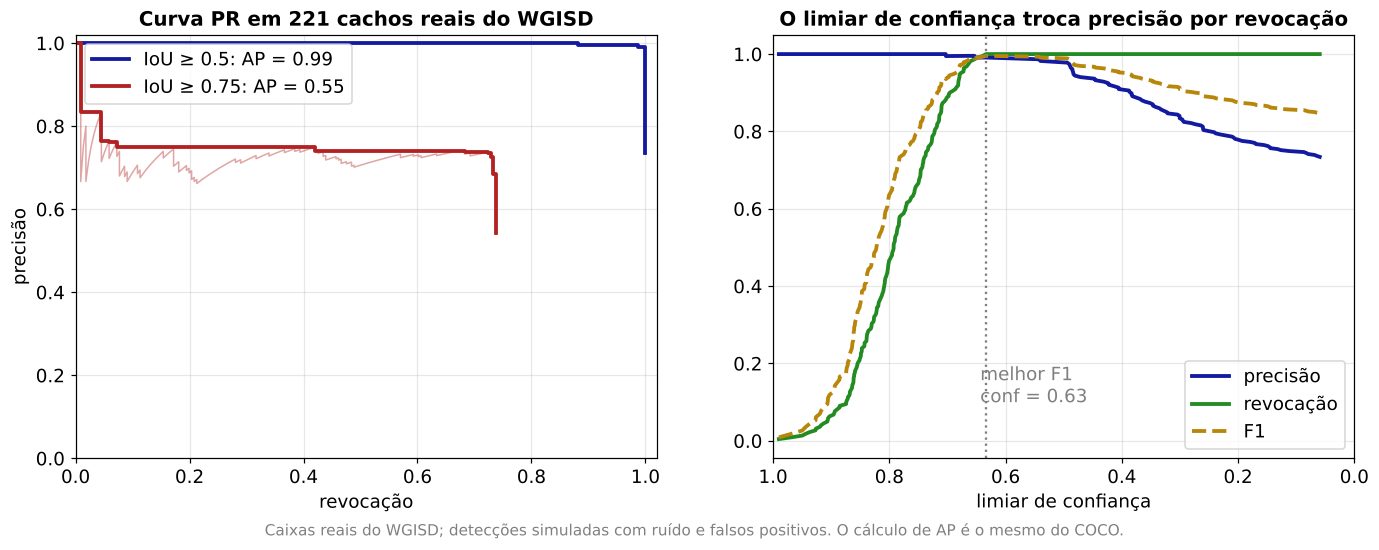 Curva PR em 221 cachos reais do WGISD
IoU ≥ 0.5: AP = 0.99
IoU ≥ 0.75: AP = 0.55
1.0
0.8
0.6
0.4
0.2
0.0
precisão
0.0 0.2 0.4 0.6 0.8 1.0
revocação
O limiar de confiança troca precisão por revocação
1.0
0.8
0.6
0.4
0.2
0.0
melhor F1
conf = 0.63
precisão
revocação
F1
1.0 0.8 0.6 0.4 0.2 0.0
limiar de confiança
Caixas reais do WGISD; detecções simuladas com ruído e falsos positivos. O cálculo de AP é o mesmo do COCO.